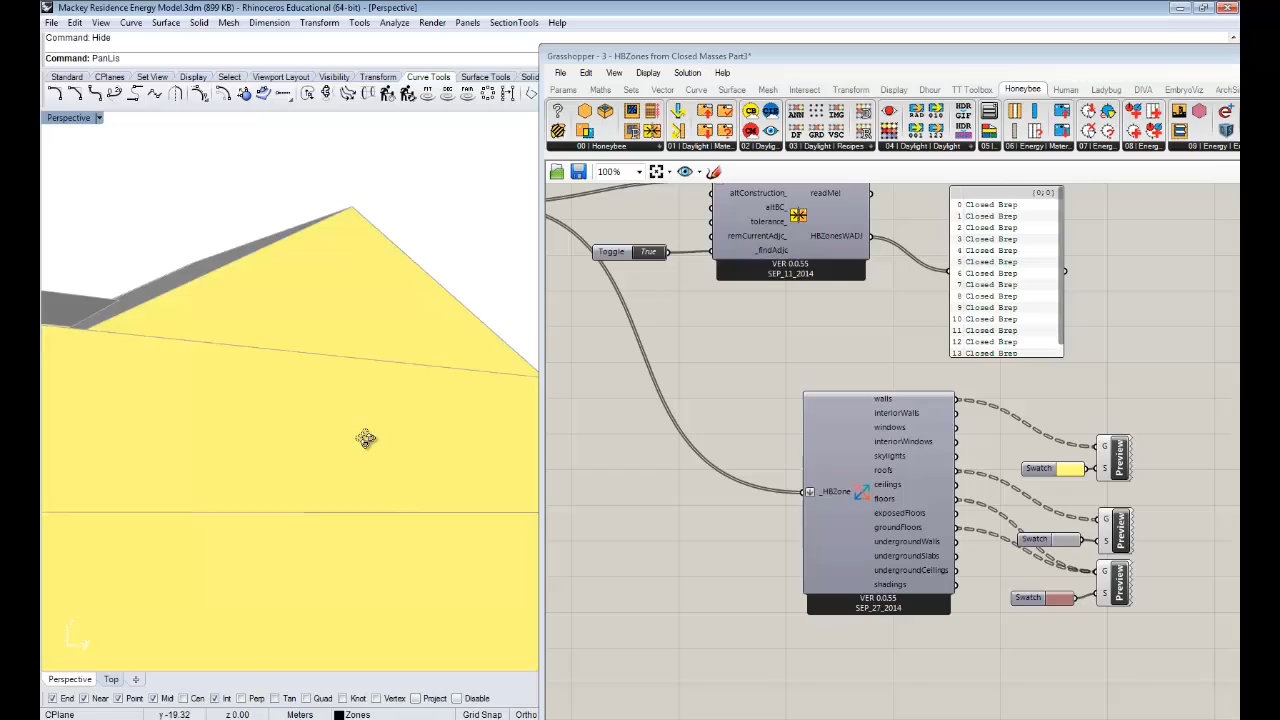 Mackey Residence Energy Model.3dm (899 KB) - Rhinoceros Educational (64-bit) - [Perspective]
File Edit View Curve Surface Solid Mesh Dimension Transform Tools Analyze Render Panels SectionTools Help
Command: Hide
Command: PanLis
Standard CPlanes Set View Display Select Viewport Layout Visibility Transform Curve Tools Surface Tools Solid
Perspective
Grasshopper - 3 - HBZones from Closed Masses Part3*
File Edit View Display Solution Help
Params Maths Sets Vector Curve Surface Mesh Intersect Transform Display Dhour TT Toolbox Honeybee Human Ladybug DIVA EmbryoViz ArchSi
00 | Honeybee 01 | Daylight | Mate... 02 | Daylig... 03 | Daylight | Recipes 04 | Daylight | Daylight 05 |... 06 | Energy | Mater... 07 | Energ... 08 | Energ... 09 | Energy | E
100%
altConstruction_ readMe!
altBC_
tolerance_
remCurrentAdjc_ HBZonesWADJ
_findAdjc
VER 0.0.55
SEP_11_2014
Toggle True
{0;0}
0 Closed Brep
1 Closed Brep
2 Closed Brep
3 Closed Brep
4 Closed Brep
5 Closed Brep
6 Closed Brep
7 Closed Brep
8 Closed Brep
9 Closed Brep
10 Closed Brep
11 Closed Brep
12 Closed Brep
13 Closed Brep
_HBZone
walls
interiorWalls
windows
interiorWindows
skylights
roofs
ceilings
floors
exposedFloors
groundFloors
undergroundWalls
undergroundSlabs
undergroundCeilings
shadings
VER 0.0.55
SEP_27_2014
Swatch
G
S
Preview
Swatch
G
S
Preview
Swatch
G
S
Preview
Perspective Top
End Near Point Mid Cen Int Perp Tan Quad Knot Vertex Project Disable
CPlane y -19.32 z 0.00 Meters Zones Grid Snap Ortho